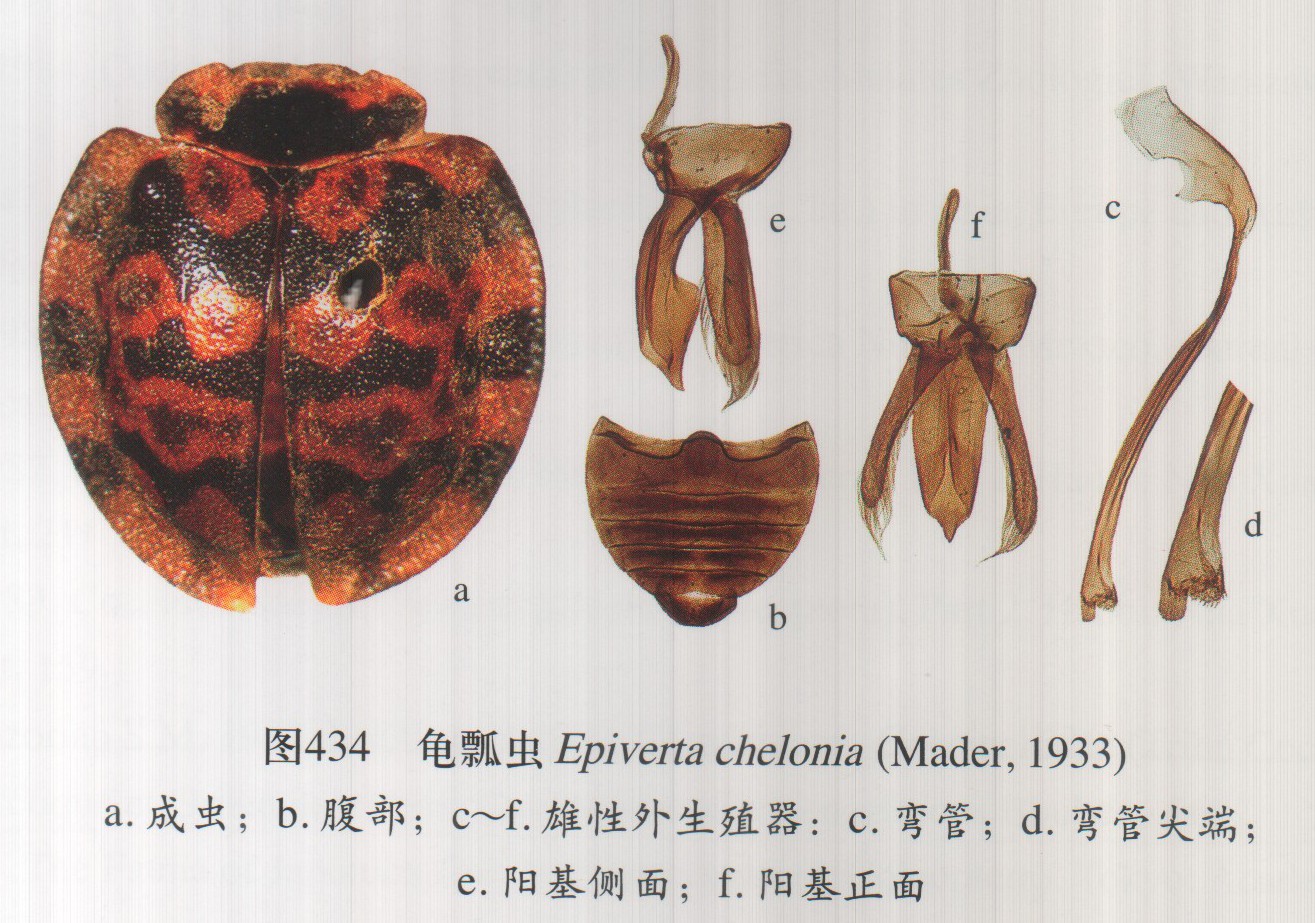 e
f
c
d
a
b
图434 龟瓢虫 Epiverta chelonia (Mader, 1933)
a. 成虫；b. 腹部；c～f. 雄性外生殖器：c. 弯管；d. 弯管尖端；
e. 阳基侧面；f. 阳基正面